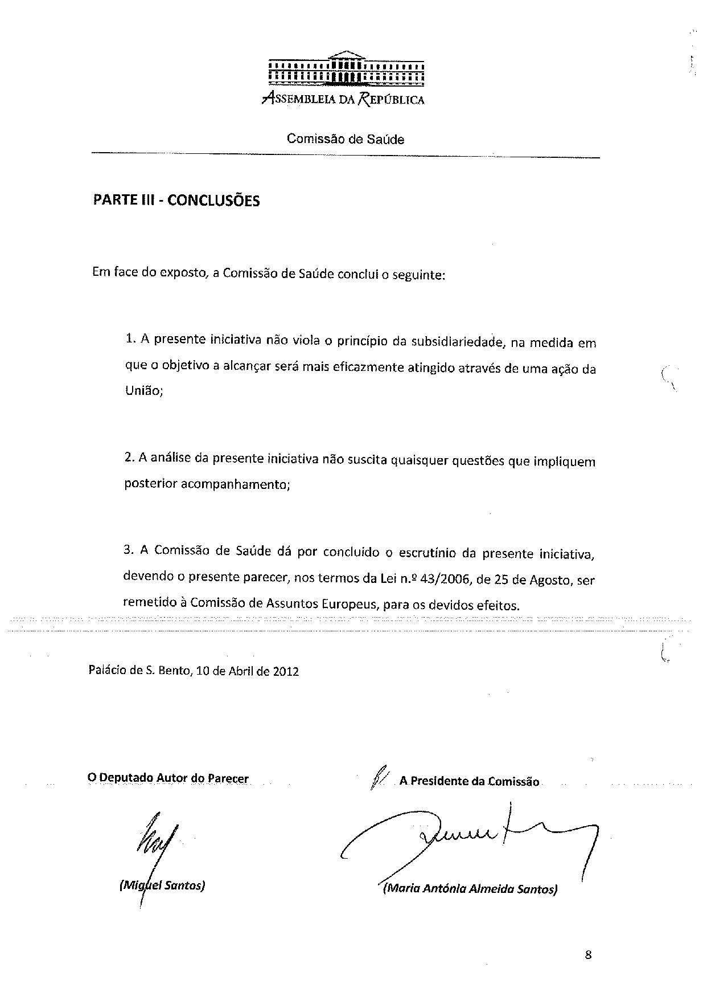 ASSEMBLEIA DA REPÚBLICA
Comissão de Saúde
PARTE III - CONCLUSÕES
Em face do exposto, a Comissão de Saúde conclui o seguinte:
1. A presente iniciativa não viola o princípio da subsidiariedade, na medida em
que o objetivo a alcançar será mais eficazmente atingido através de uma ação da
União;
2. A análise da presente iniciativa não suscita quaisquer questões que impliquem
posterior acompanhamento;
3. A Comissão de Saúde dá por concluído o escrutínio da presente iniciativa,
devendo o presente parecer, nos termos da Lei n.º 43/2006, de 25 de Agosto, ser
remetido à Comissão de Assuntos Europeus, para os devidos efeitos.
Palácio de S. Bento, 10 de Abril de 2012
O Deputado Autor do Parecer
A Presidente da Comissão
(Miguel Santos)
(Maria Antónia Almeida Santos)
8